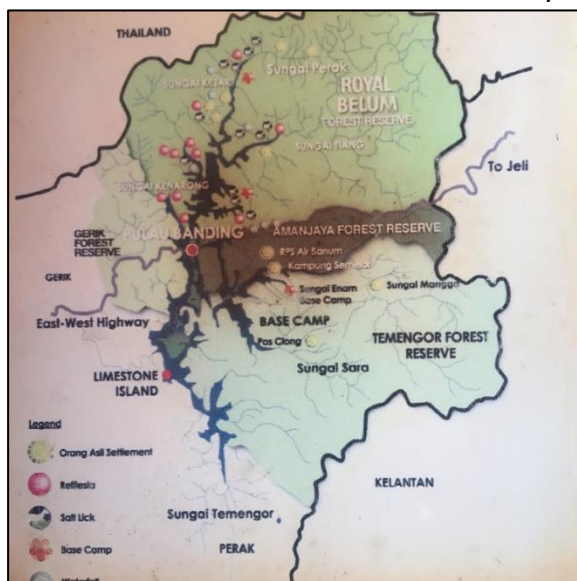 THAILAND
SUNGAI KEJAR
Sungai Perak
ROYAL
BELUM
FOREST RESERVE
SUNGAI TIANG
To Jeli
SUNGAI KENARONG
PULAU BANDING
AMANJAYA FOREST RESERVE
GERIK
FOREST
RESERVE
RPS Air Banum
GERIK
Kampung
Sungai Enam
Base Camp
Sungai Mangga
East-West Highway
BASE CAMP
Pos
TEMENGOR FOREST
RESERVE
Sungai Sara
LIMESTONE
ISLAND
Legend
Orang Asli Settlement
Rafflesia
Salt Lick
Base Camp
KELANTAN
Sungai Temengor
PERAK
Waterfall